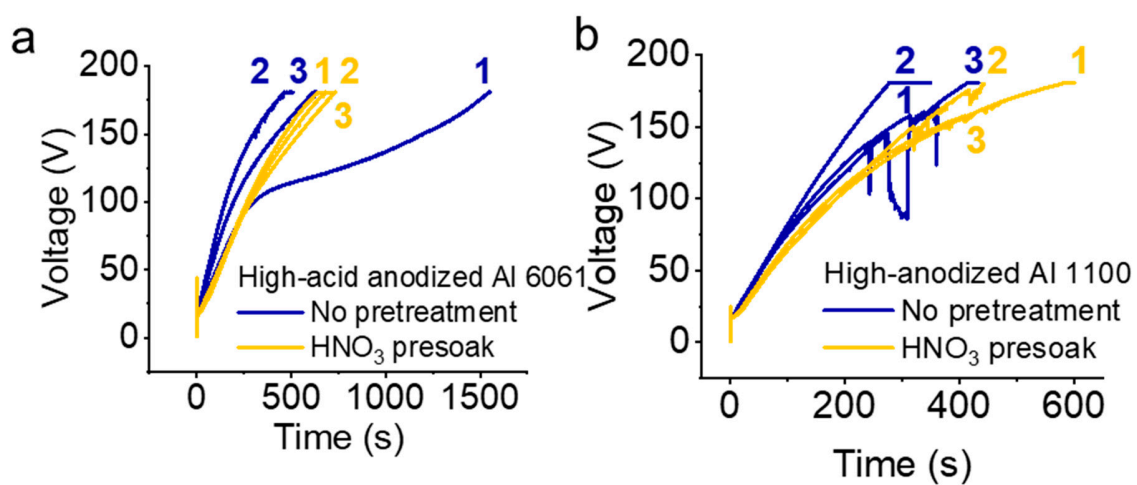 a
200
150
100
50
0
Voltage (V)
2 3 1 2 1
3
High-acid anodized Al 6061
No pretreatment
HNO₃ presoak
0 500 1000 1500
Time (s)
b
200
150
100
50
0
Voltage (V)
2 3 2 1
1
3
High-anodized Al 1100
No pretreatment
HNO₃ presoak
0 200 400 600
Time (s)